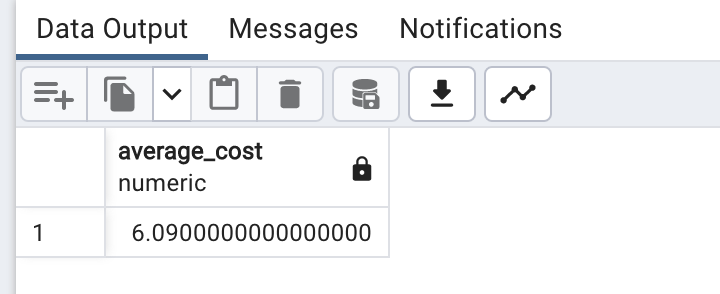 Data Output Messages Notifications
average_cost
numeric
1 6.0900000000000000